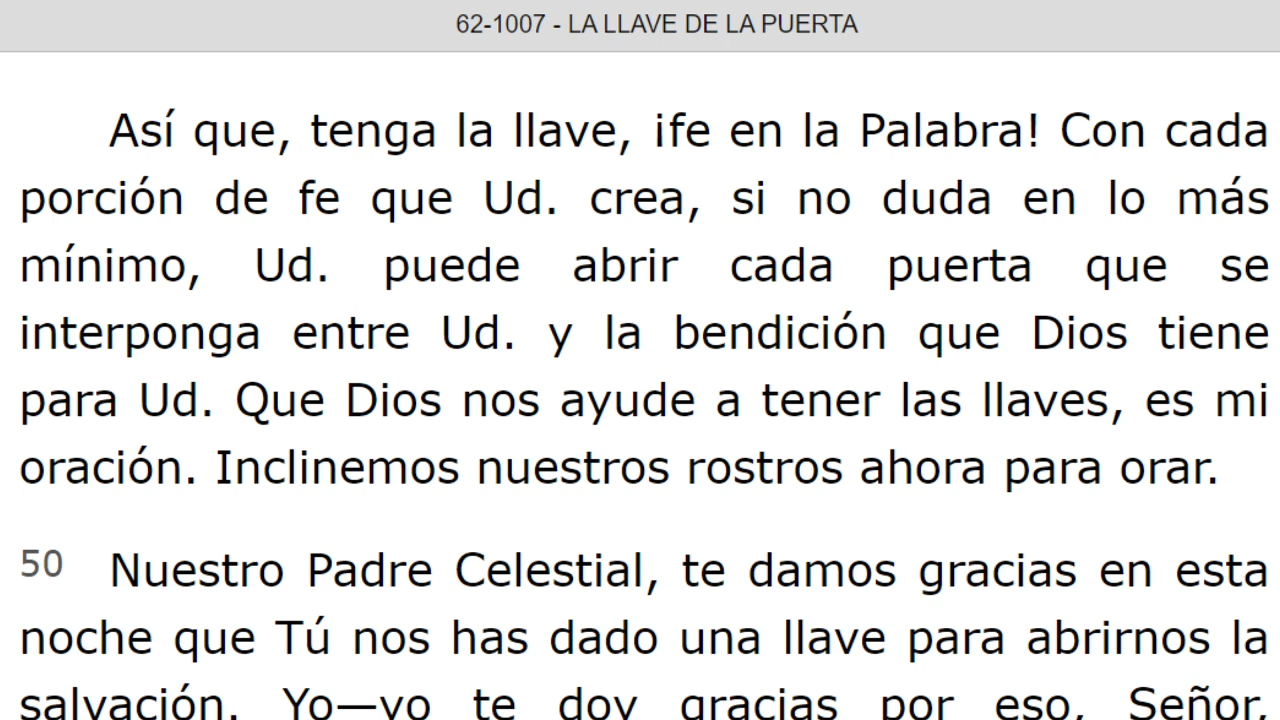 62-1007 - LA LLAVE DE LA PUERTA
Así que, tenga la llave, ¡fe en la Palabra! Con cada
porción de fe que Ud. crea, si no duda en lo más
mínimo, Ud. puede abrir cada puerta que se
interponga entre Ud. y la bendición que Dios tiene
para Ud. Que Dios nos ayude a tener las llaves, es mi
oración. Inclinemos nuestros rostros ahora para orar.
50 Nuestro Padre Celestial, te damos gracias en esta
noche que Tú nos has dado una llave para abrirnos la
salvación. Yo—yo te doy gracias por eso, Señor,